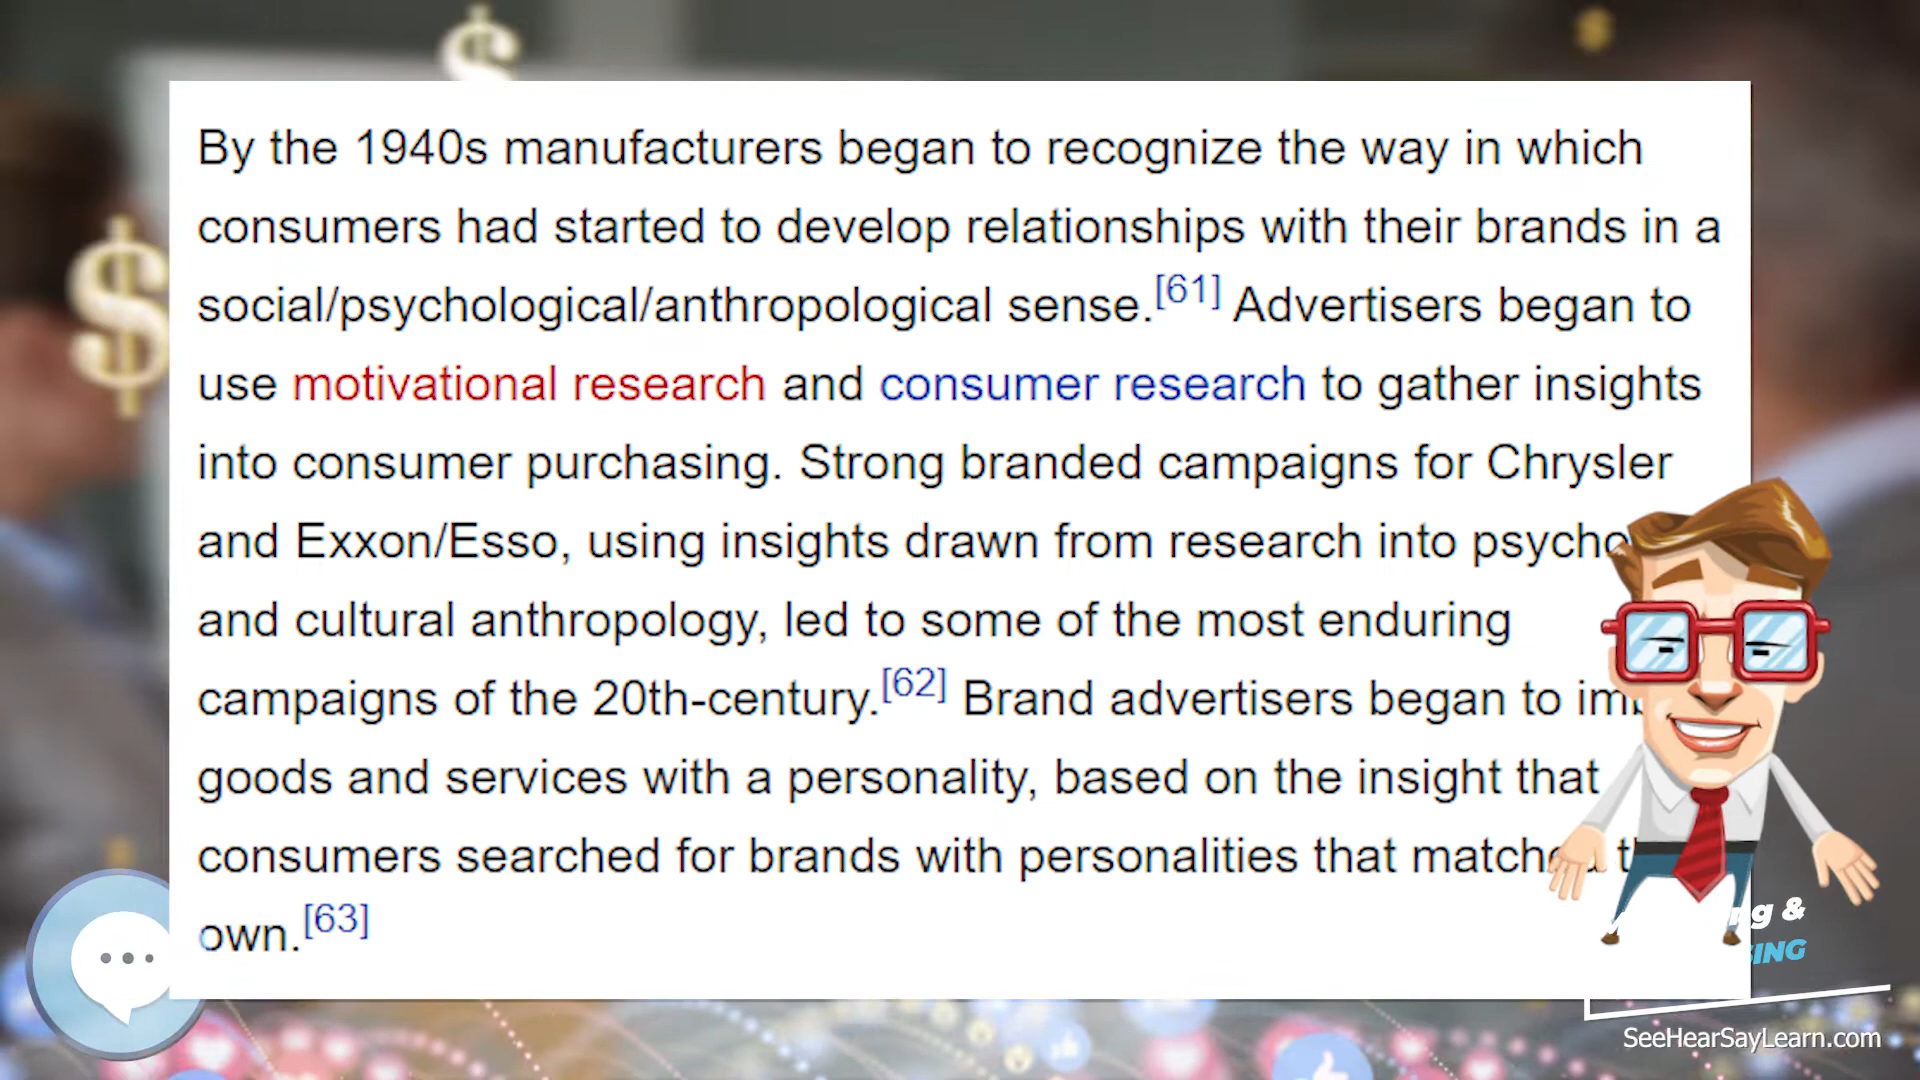 By the 1940s manufacturers began to recognize the way in which
consumers had started to develop relationships with their brands in a
social/psychological/anthropological sense.[61] Advertisers began to
use motivational research and consumer research to gather insights
into consumer purchasing. Strong branded campaigns for Chrysler
and Exxon/Esso, using insights drawn from research into
and cultural anthropology, led to some of the most enduring
campaigns of the 20th-century.[62] Brand advertisers began to
goods and services with a personality, based on the insight that
consumers searched for brands with personalities that
own.[63]
&
SeeHearSayLearn.com